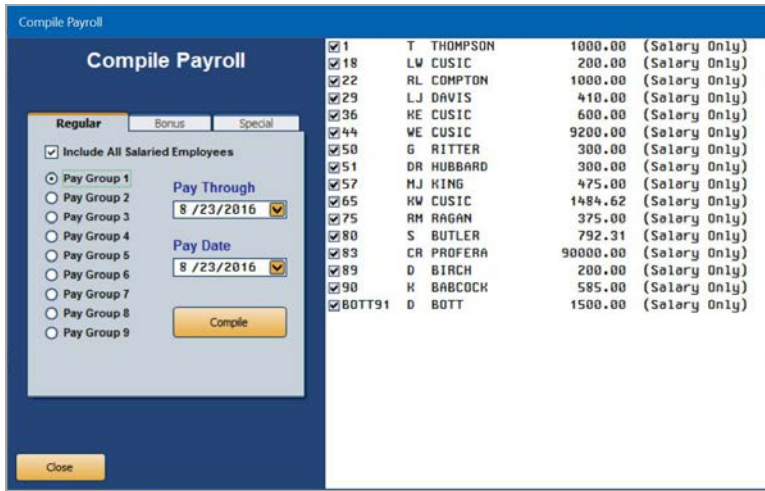 Compile Payroll
Compile Payroll
Regular Bonus Special
Include All Salaried Employees
Pay Group 1
Pay Group 2
Pay Group 3
Pay Group 4
Pay Group 5
Pay Group 6
Pay Group 7
Pay Group 8
Pay Group 9
Pay Through
8 /23/2016
Pay Date
8 /23/2016
Compile
Close
1 T THOMPSON 1000.00 (Salary Only)
18 LW CUSIC 200.00 (Salary Only)
22 RL COMPTON 1000.00 (Salary Only)
29 LJ DAVIS 410.00 (Salary Only)
36 KE CUSIC 600.00 (Salary Only)
44 WE CUSIC 9200.00 (Salary Only)
50 G RITTER 300.00 (Salary Only)
51 DR HUBBARD 300.00 (Salary Only)
57 MJ KING 475.00 (Salary Only)
65 KW CUSIC 1484.62 (Salary Only)
75 RM RAGAN 375.00 (Salary Only)
80 S BUTLER 792.31 (Salary Only)
83 CR PROFERA 90000.00 (Salary Only)
89 D BIRCH 200.00 (Salary Only)
90 K BABCOCK 585.00 (Salary Only)
BOTT91 D BOTT 1500.00 (Salary Only)